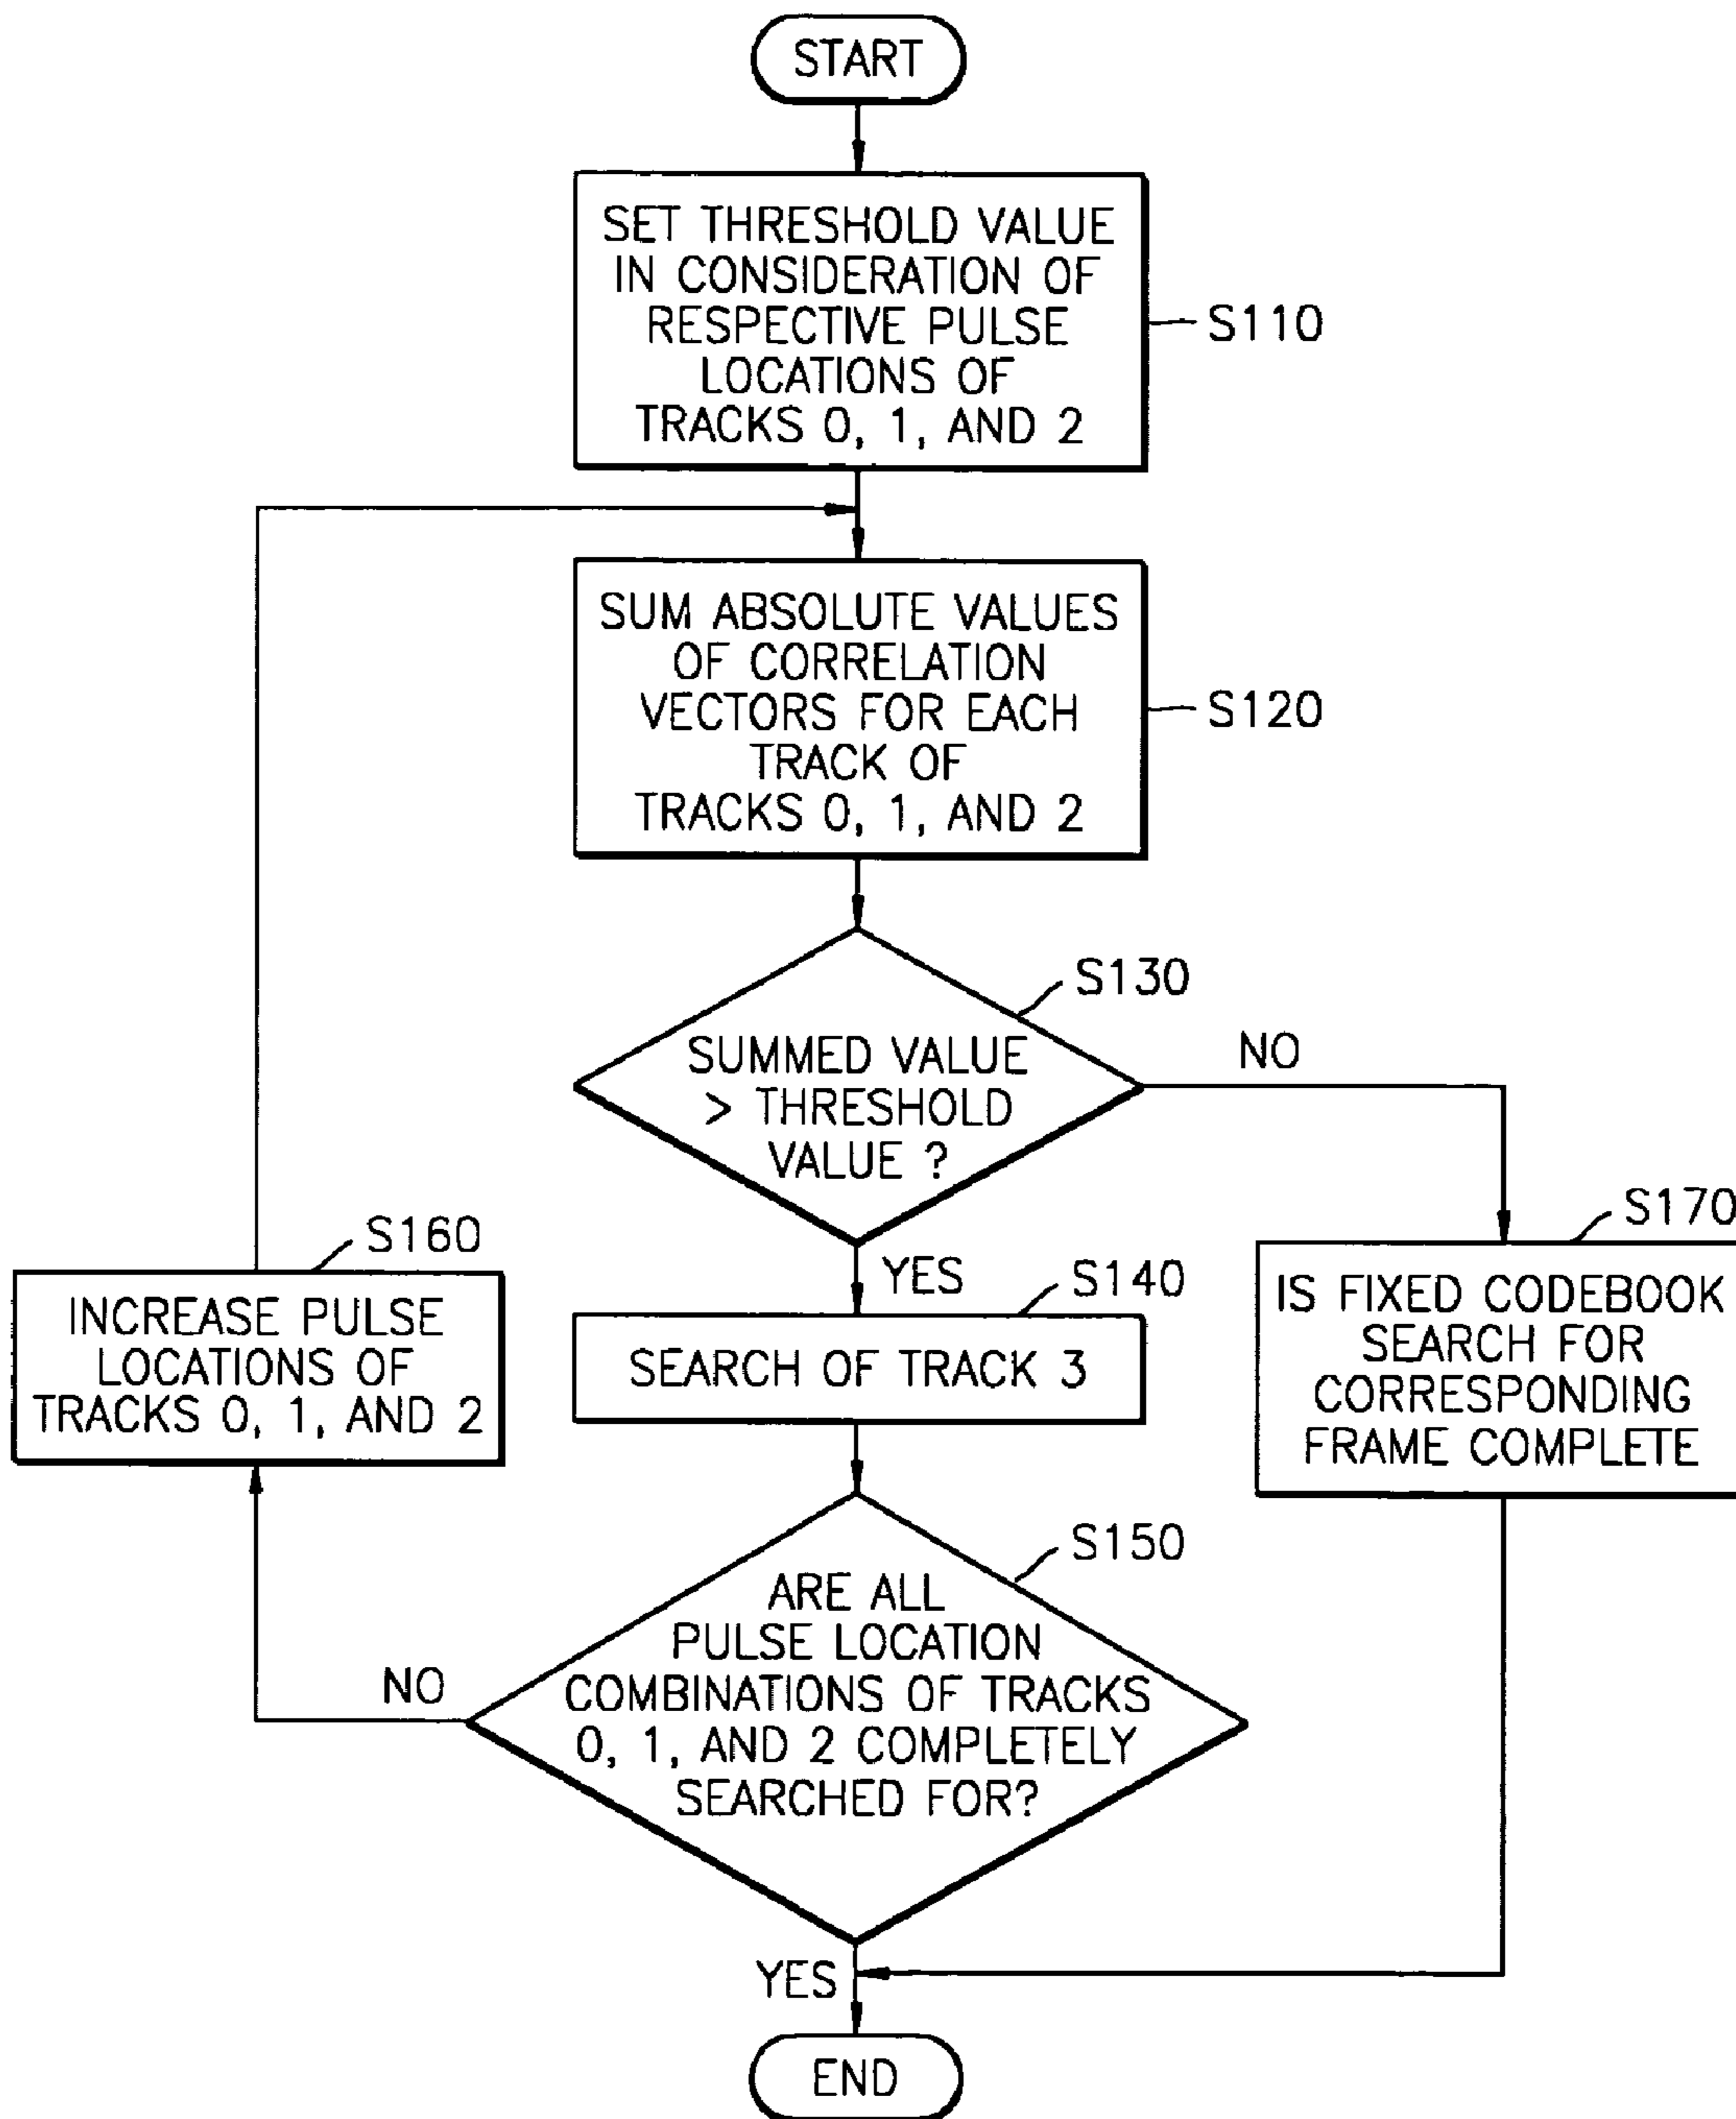 START
SET THRESHOLD VALUE
IN CONSIDERATION OF
RESPECTIVE PULSE
LOCATIONS OF
TRACKS 0, 1, AND 2
S110
SUM ABSOLUTE VALUES
OF CORRELATION
VECTORS FOR EACH
TRACK OF
TRACKS 0, 1, AND 2
S120
S130
SUMMED VALUE
> THRESHOLD
VALUE ?
NO
YES
S140
SEARCH OF TRACK 3
S160
INCREASE PULSE
LOCATIONS OF
TRACKS 0, 1, AND 2
S170
IS FIXED CODEBOOK
SEARCH FOR
CORRESPONDING
FRAME COMPLETE
S150
ARE ALL
PULSE LOCATION
COMBINATIONS OF TRACKS
0, 1, AND 2 COMPLETELY
SEARCHED FOR?
NO
YES
END